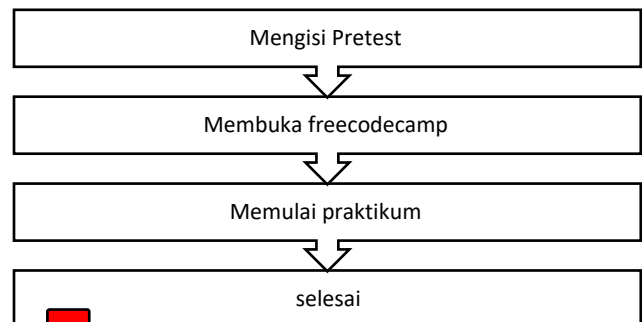 Mengisi Pretest
Membuka freecodecamp
Memulai praktikum
selesai